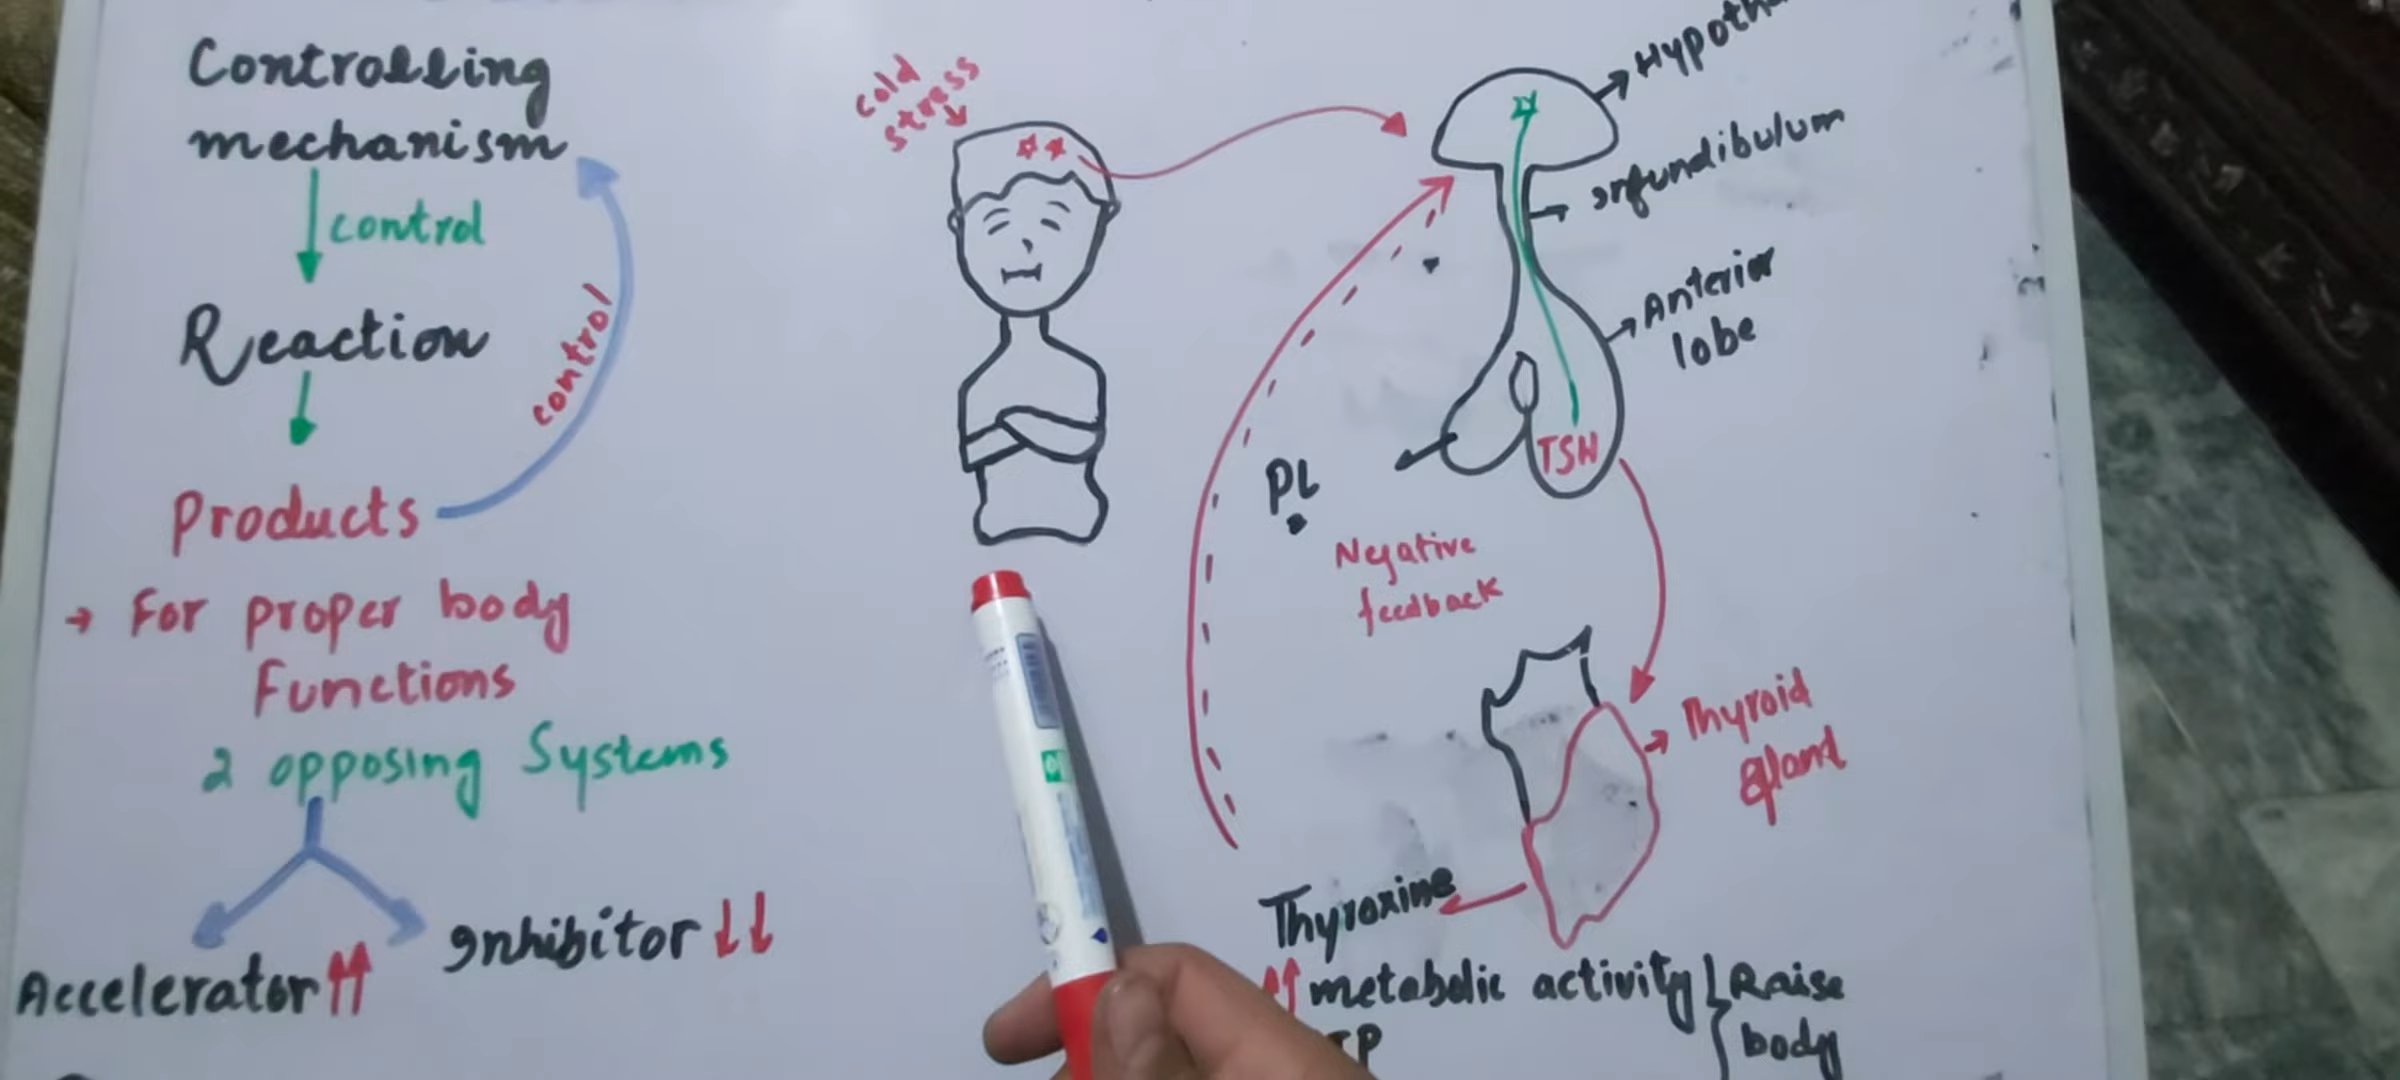 Controlling
mechanism
control
Reaction
control
Products
→ For proper body
Functions
2 opposing Systems
Accelerator ↑↑
Inhibitor ↓↓
cold
stress
infundibulum
Anterior
lobe
TSH
PL
Negative
feedback
Thyroid
gland
Thyroxine
↑↑ metabolic activity
Raise
body